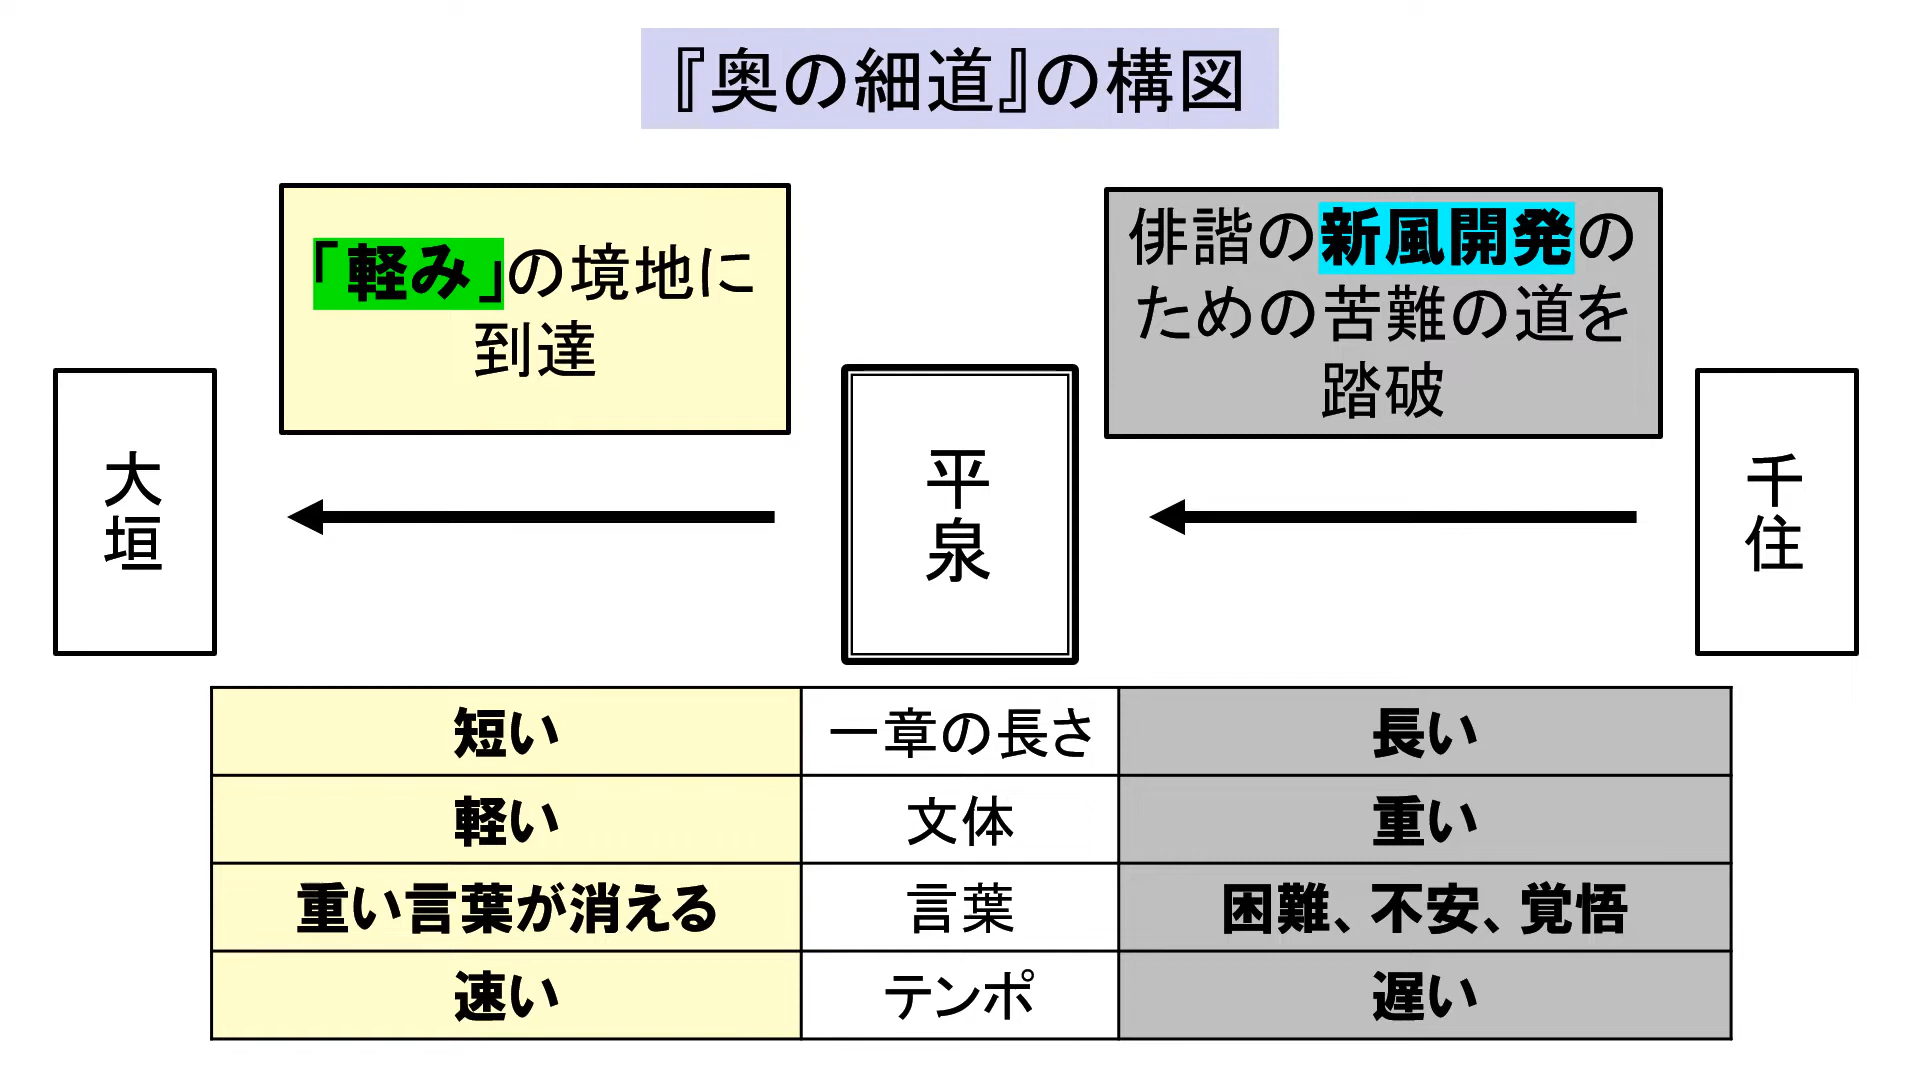 『奥の細道』の構図
「軽み」の境地に
到達
俳諧の新風開発の
ための苦難の道を
踏破
大垣
平泉
千住
短い 一章の長さ 長い
軽い 文体 重い
重い言葉が消える 言葉 困難、不安、覚悟
速い テンポ 遅い